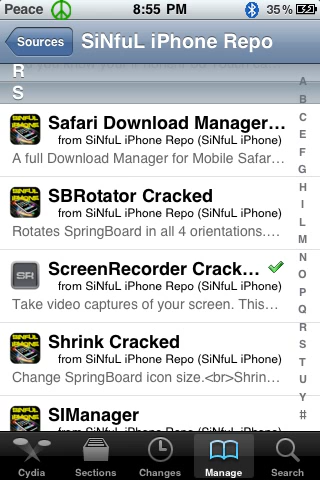 Peace 8:55 PM 35%
Sources SiNfuL iPhone Repo
R
S
Safari Download Manager...
from SiNfuL iPhone Repo (SiNfuL iPhone)
A full Download Manager for Mobile Safar...
SBRotator Cracked
from SiNfuL iPhone Repo (SiNfuL iPhone)
Rotates SpringBoard in all 4 orientations....
ScreenRecorder Crack...
from SiNfuL iPhone Repo (SiNfuL iPhone)
Take video captures of your screen. This...
Shrink Cracked
from SiNfuL iPhone Repo (SiNfuL iPhone)
Change SpringBoard icon size.<br>Shrin...
SIManager
from SiNfuL iPhone Repo (SiNfuL iPhone)
A
B
C
E
F
G
H
I
L
M
N
O
P
Q
R
S
T
U
Y
#
SINFUL
IPHONE
SR
Cydia Sections Changes Manage Search